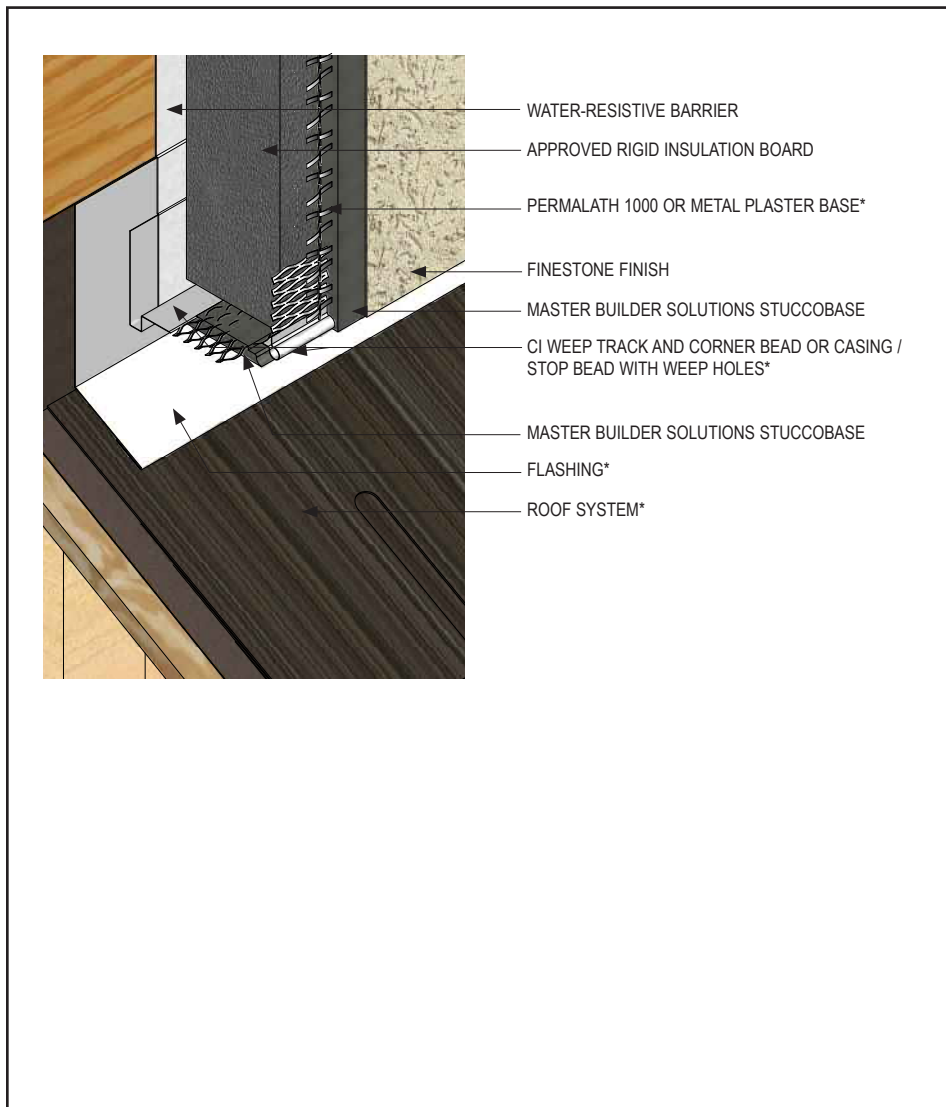 WATER-RESISTIVE BARRIER
APPROVED RIGID INSULATION BOARD
PERMALATH 1000 OR METAL PLASTER BASE*
FINESTONE FINISH
MASTER BUILDER SOLUTIONS STUCCOBASE
CI WEEP TRACK AND CORNER BEAD OR CASING /
STOP BEAD WITH WEEP HOLES*
MASTER BUILDER SOLUTIONS STUCCOBASE
FLASHING*
ROOF SYSTEM*